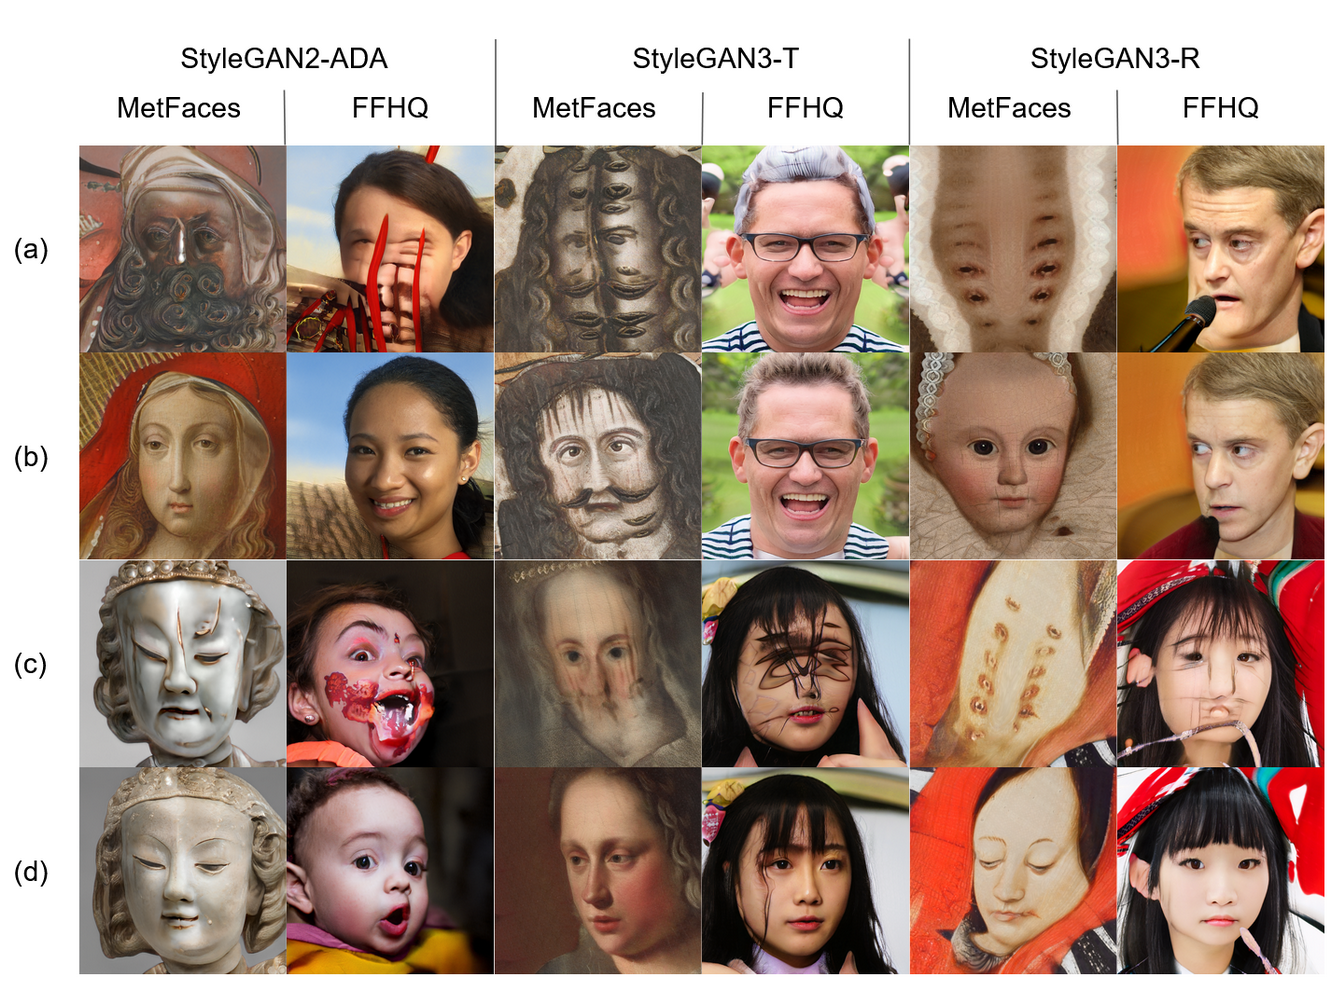 StyleGAN2-ADA StyleGAN3-T StyleGAN3-R
MetFaces FFHQ MetFaces FFHQ MetFaces FFHQ
(a)
(b)
(c)
(d)